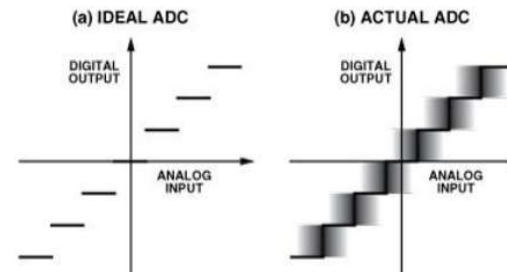 (a) IDEAL ADC
DIGITAL
OUTPUT
ANALOG
INPUT
(b) ACTUAL ADC
DIGITAL
OUTPUT
ANALOG
INPUT